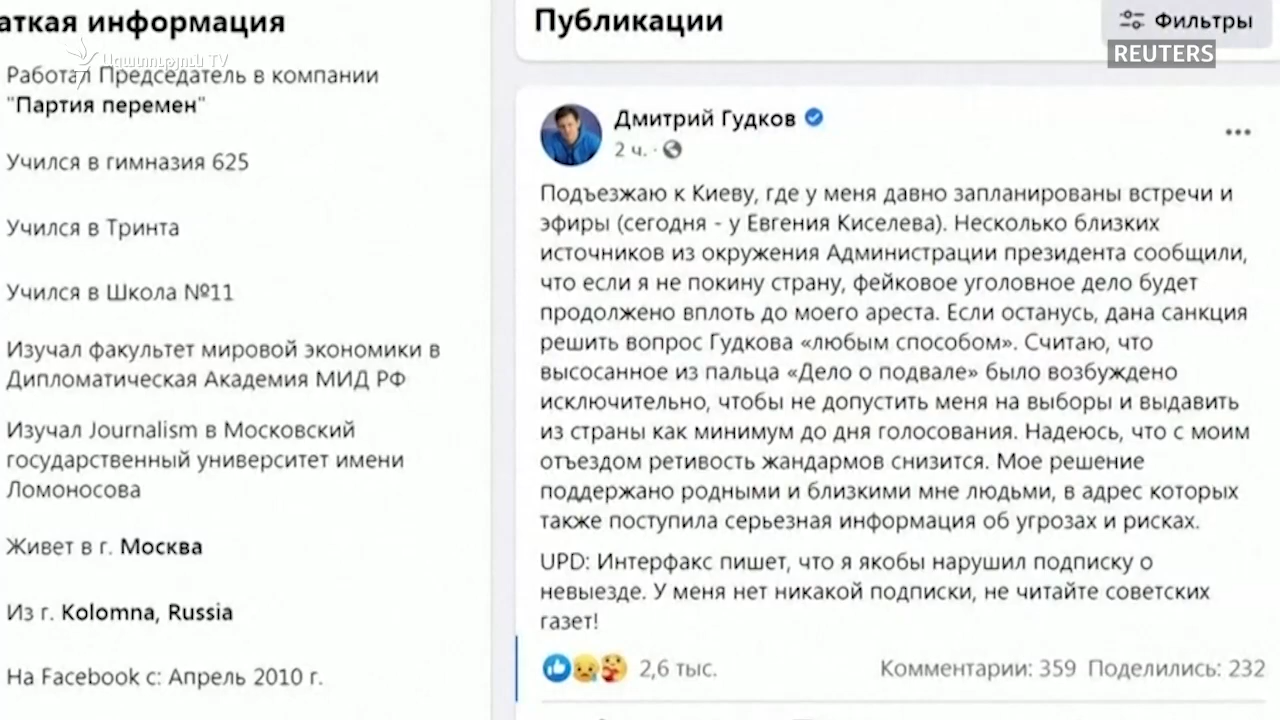 аткая информация
Ազատություն TV
Работал Председатель в компании
"Партия перемен"
Учился в гимназия 625
Учился в Тринта
Учился в Школа №11
Изучал факультет мировой экономики в
Дипломатическая Академия МИД РФ
Изучал Journalism в Московский
государственный университет имени
Ломоносова
Живет в г. Москва
Из г. Kolomna, Russia
На Facebook с: Апрель 2010 г.
Публикации
Фильтры
REUTERS
Дмитрий Гудков
2 ч.
Подъезжаю к Киеву, где у меня давно запланированы встречи и
эфиры (сегодня - у Евгения Киселева). Несколько близких
источников из окружения Администрации президента сообщили,
что если я не покину страну, фейковое уголовное дело будет
продолжено вплоть до моего ареста. Если останусь, дана санкция
решить вопрос Гудкова «любым способом». Считаю, что
высосанное из пальца «Дело о подвале» было возбуждено
исключительно, чтобы не допустить меня на выборы и выдавить
из страны как минимум до дня голосования. Надеюсь, что с моим
отъездом ретивость жандармов снизится. Мое решение
поддержано родными и близкими мне людьми, в адрес которых
также поступила серьезная информация об угрозах и рисках.
UPD: Интерфакс пишет, что я якобы нарушил подписку о
невыезде. У меня нет никакой подписки, не читайте советских
газет!
2,6 тыс.
Комментарии: 359 Поделились: 232